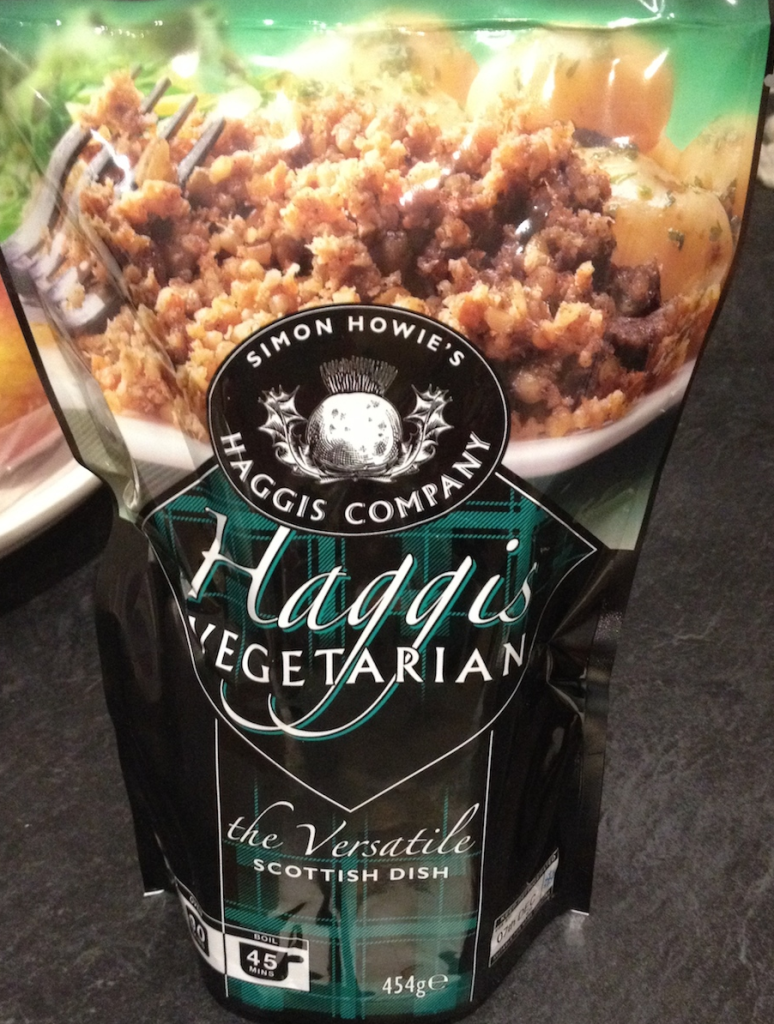 SIMON HOWIE'S
HAGGIS COMPANY
Haggis
VEGETARIAN
the Versatile
SCOTTISH DISH
BOIL
45
MINS
454g℮